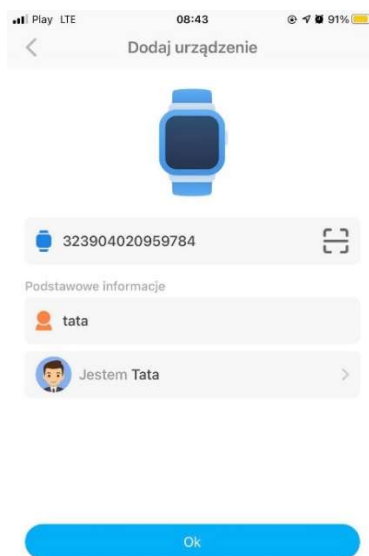 Play LTE 08:43 91%
Dodaj urządzenie
323904020959784
Podstawowe informacje
tata
Jestem Tata
Ok